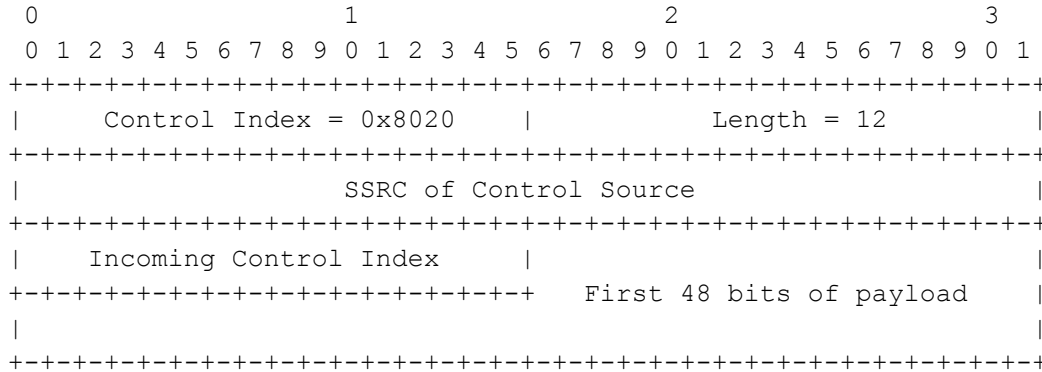 0                   1                   2                   3
 0 1 2 3 4 5 6 7 8 9 0 1 2 3 4 5 6 7 8 9 0 1 2 3 4 5 6 7 8 9 0 1
+-+-+-+-+-+-+-+-+-+-+-+-+-+-+-+-+-+-+-+-+-+-+-+-+-+-+-+-+-+-+-+-+
|     Control Index = 0x8020    |           Length = 12         |
+-+-+-+-+-+-+-+-+-+-+-+-+-+-+-+-+-+-+-+-+-+-+-+-+-+-+-+-+-+-+-+-+
|                    SSRC of Control Source                     |
+-+-+-+-+-+-+-+-+-+-+-+-+-+-+-+-+-+-+-+-+-+-+-+-+-+-+-+-+-+-+-+-+
|    Incoming Control Index     |                               |
+-+-+-+-+-+-+-+-+-+-+-+-+-+-+-+-+   First 48 bits of payload    |
|                                                               |
+-+-+-+-+-+-+-+-+-+-+-+-+-+-+-+-+-+-+-+-+-+-+-+-+-+-+-+-+-+-+-+-+